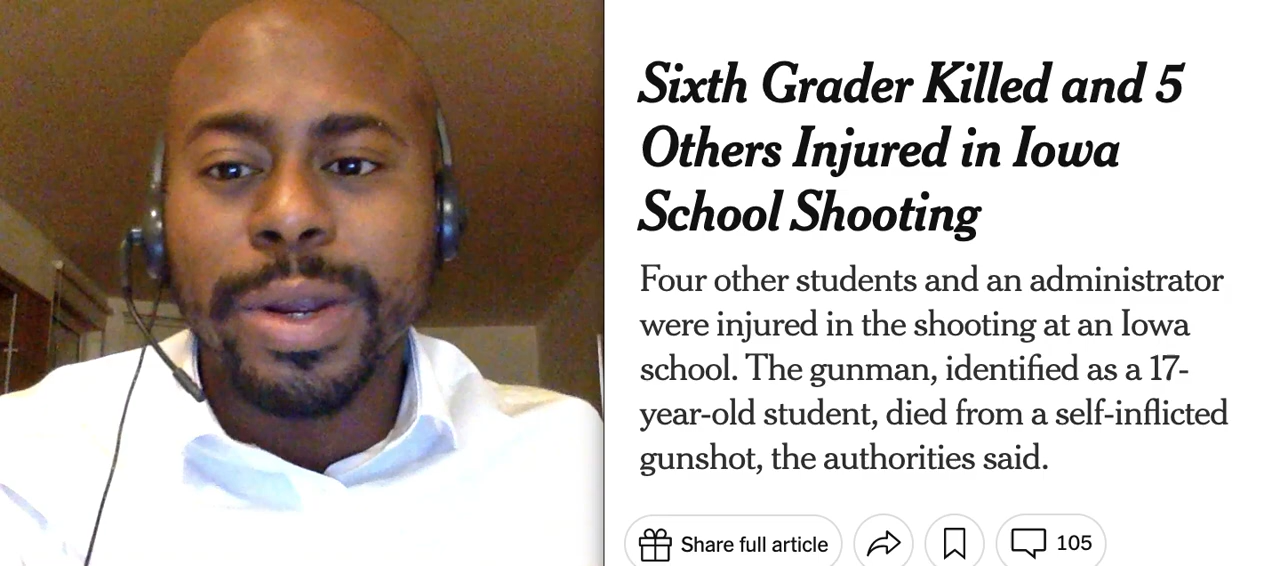 Sixth Grader Killed and 5
Others Injured in Iowa
School Shooting
Four other students and an administrator
were injured in the shooting at an Iowa
school. The gunman, identified as a 17-
year-old student, died from a self-inflicted
gunshot, the authorities said.
Share full article
105